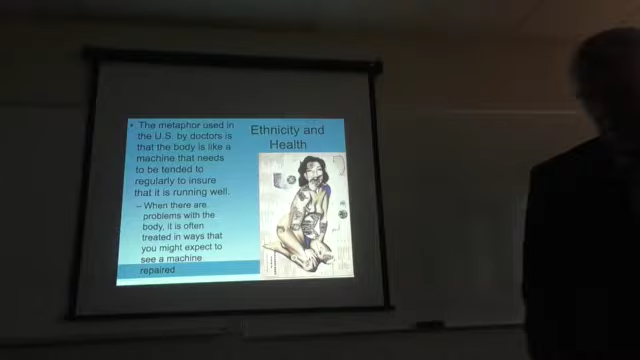 Ethnicity and
Health
• The metaphor used in
the U.S. by doctors is
that the body is like a
machine that needs
to be tended to
regularly to insure
that it is running well.
– When there are
problems with the
body, it is often
treated in ways that
you might expect to
see a machine
repaired